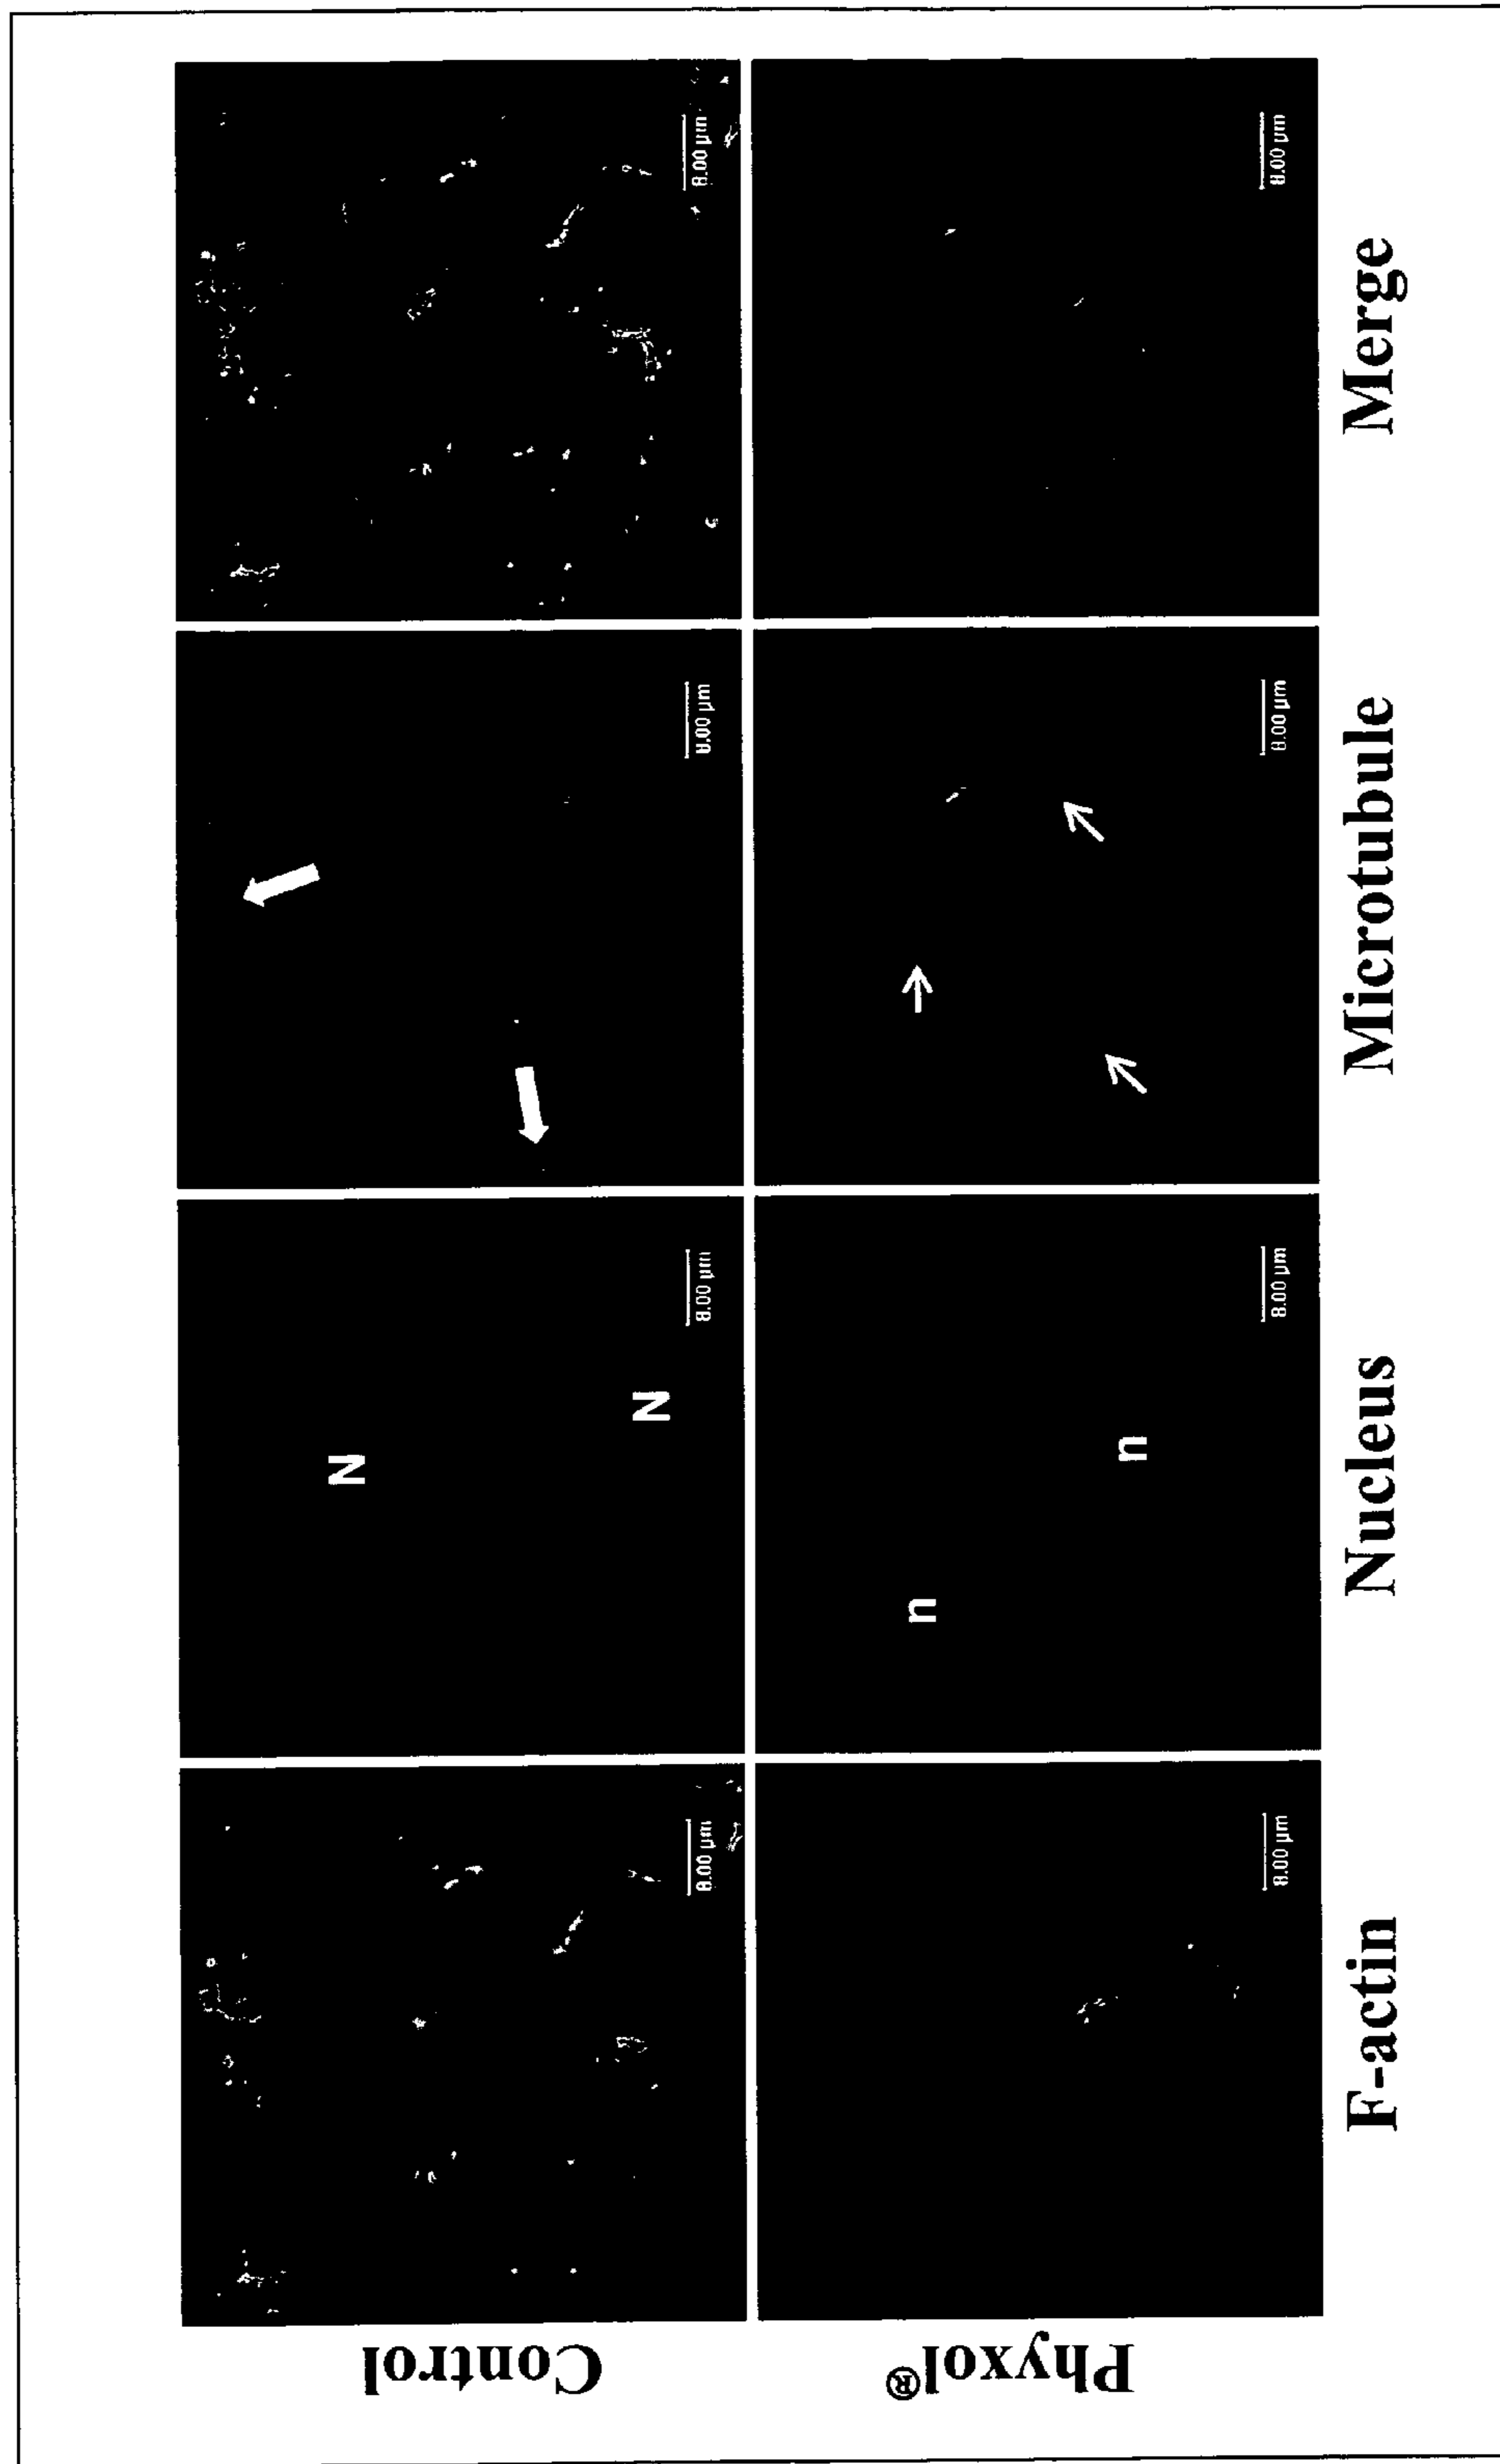 Control
N
N
8.00 µm
8.00 µm
8.00 µm
8.00 µm
Phyxol®
n
n
8.00 µm
8.00 µm
8.00 µm
8.00 µm
F-actin
Nucleus
Microtubule
Merge